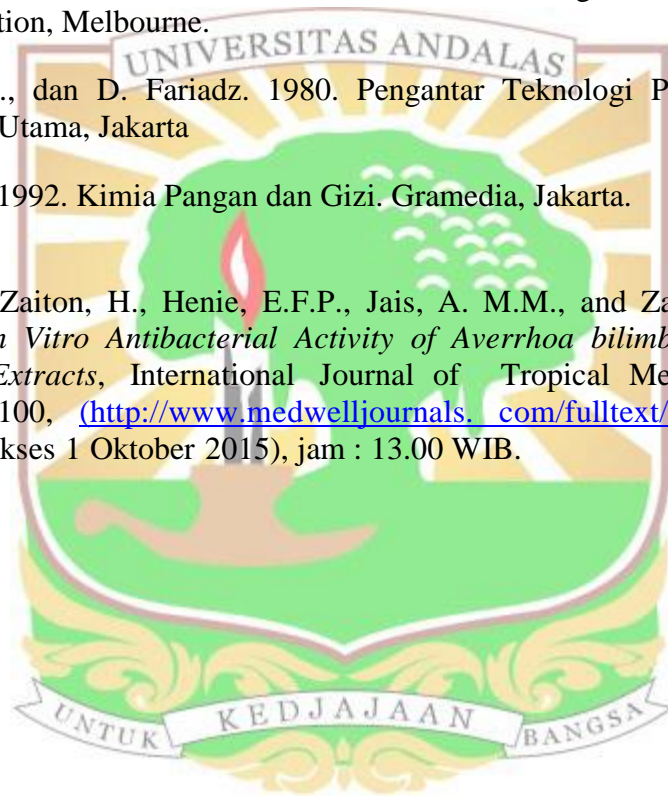 tion, Melbourne.
UNIVERSITAS ANDALAS
., dan D. Fariadz. 1980. Pengantar Teknologi P
Utama, Jakarta
1992. Kimia Pangan dan Gizi. Gramedia, Jakarta.
Zaiton, H., Henie, E.F.P., Jais, A. M.M., and Za
n Vitro Antibacterial Activity of Averrhoa bilimb
Extracts, International Journal of Tropical Me
100, (http://www.medwelljournals. com/fulltext/
kses 1 Oktober 2015), jam : 13.00 WIB.
UNTUK KEDJAJAAN BANGSA